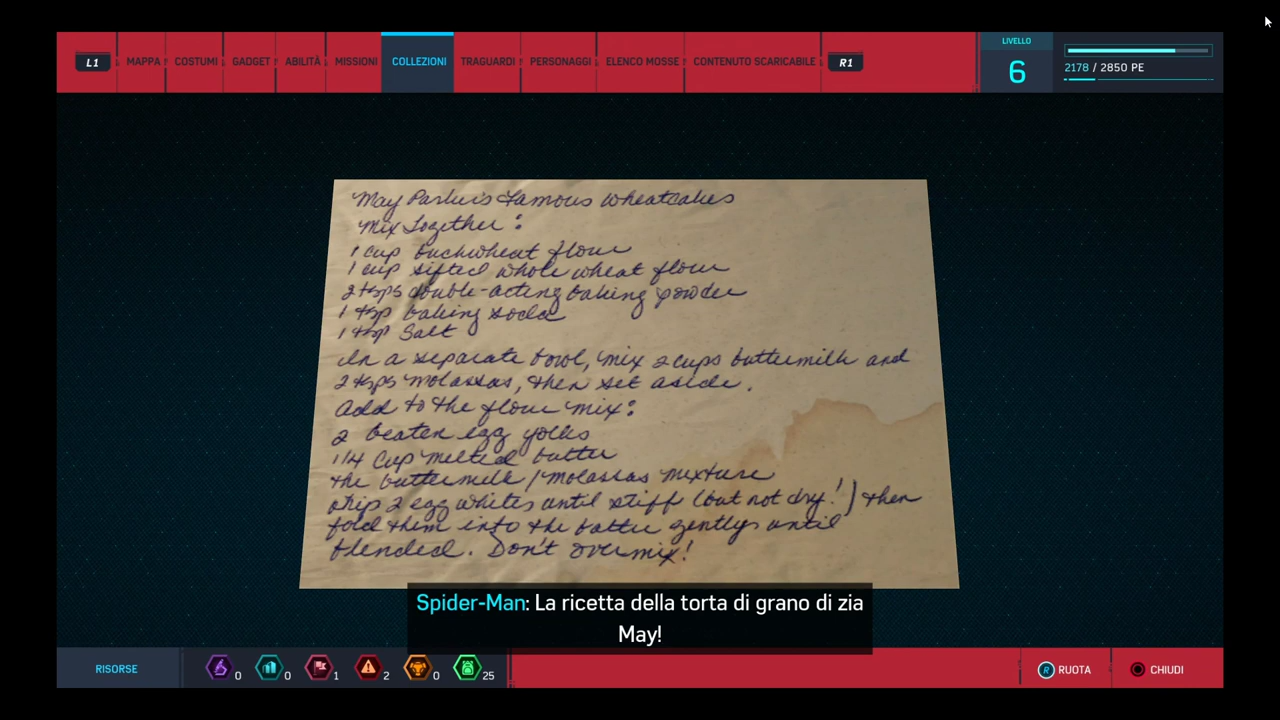 L1 MAPPA COSTUMI GADGET ABILITÀ MISSIONI COLLEZIONI TRAGUARDI PERSONAGGI ELENCO MOSSE CONTENUTO SCARICABILE R1
LIVELLO
6
2178 / 2850 PE
May Parker's Famous Wheatcakes
Mix Together :
1 cup buckwheat flour
1 cup sifted whole wheat flour
2 tsps double-acting baking powder
1 tsp baking soda
1 tsp Salt
In a separate bowl, mix 2 cups buttermilk and
2 tsps molassas, then set aside.
Add to the flour mix:
2 beaten egg yolks
1/4 Cup melted butter
the buttermilk / molassas mixture
whip 2 egg whites until stiff (but not dry!) then
fold them into the batter gently until
blended. Don't overmix!
Spider-Man: La ricetta della torta di grano di zia
May!
RISORSE 0 0 1 2 0 25
R RUOTA CHIUDI